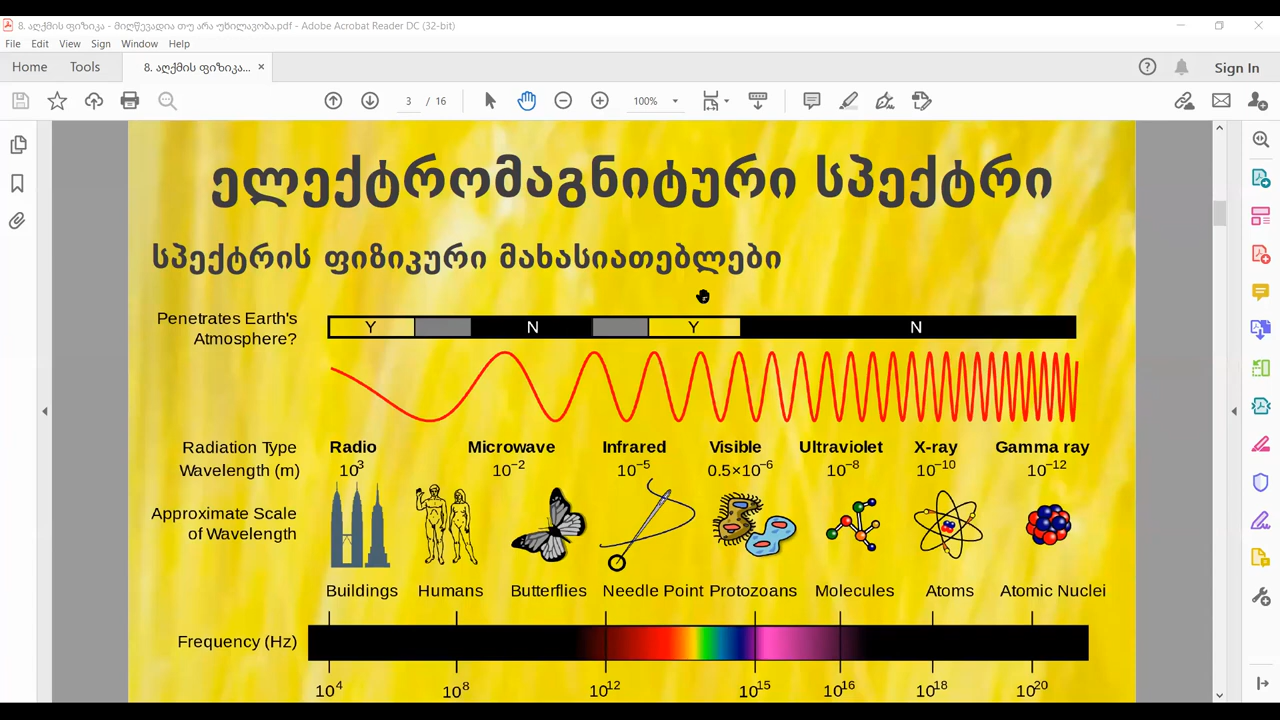 8. აღქმის ფიზიკა - მიღწევადია თუ არა უხილავობა.pdf - Adobe Acrobat Reader DC (32-bit)
File Edit View Sign Window Help
Home Tools 8. აღქმის ფიზიკა... × Sign In
3 / 16 100%
ელექტრომაგნიტური სპექტრი
სპექტრის ფიზიკური მახასიათებლები
Penetrates Earth's
Atmosphere?
Y N Y N
Radiation Type Radio Microwave Infrared Visible Ultraviolet X-ray Gamma ray
Wavelength (m) 10³ 10⁻² 10⁻⁵ 0.5×10⁻⁶ 10⁻⁸ 10⁻¹⁰ 10⁻¹²
Approximate Scale
of Wavelength
Buildings Humans Butterflies Needle Point Protozoans Molecules Atoms Atomic Nuclei
Frequency (Hz)
10⁴ 10⁸ 10¹² 10¹⁵ 10¹⁶ 10¹⁸ 10²⁰